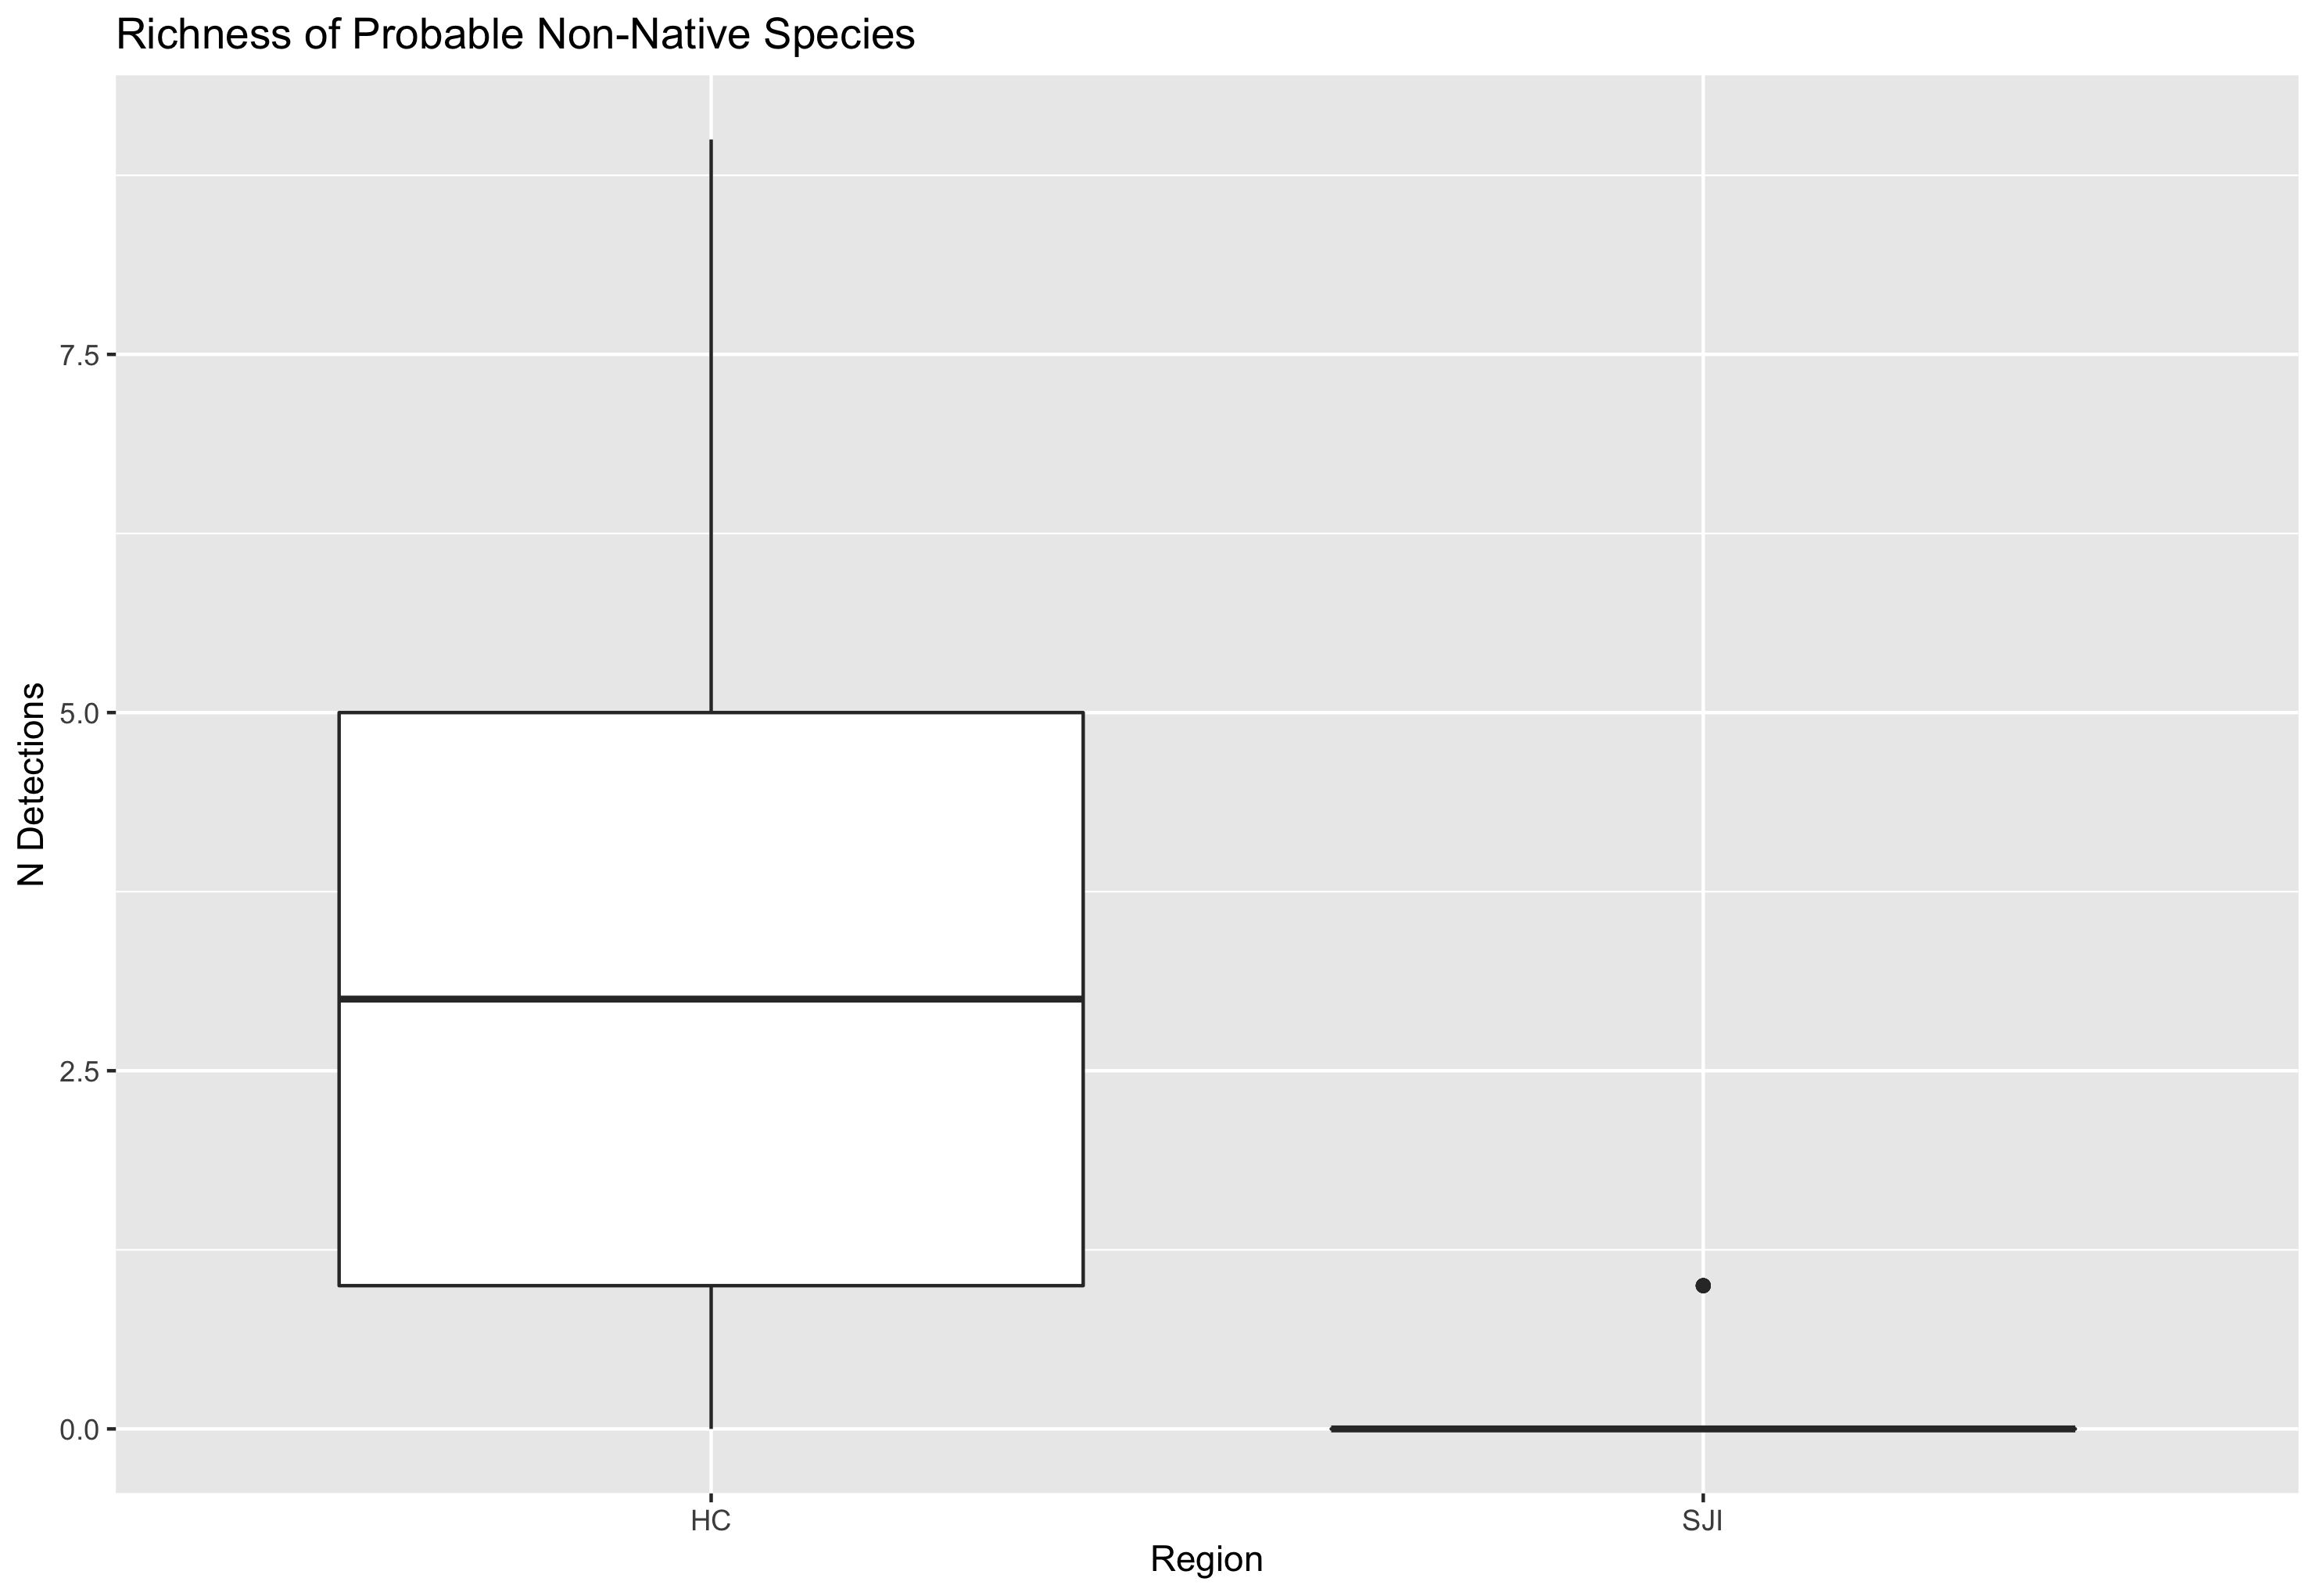 Richness of Probable Non-Native Species
N Detections
7.5
5.0
2.5
0.0
HC
SJI
Region